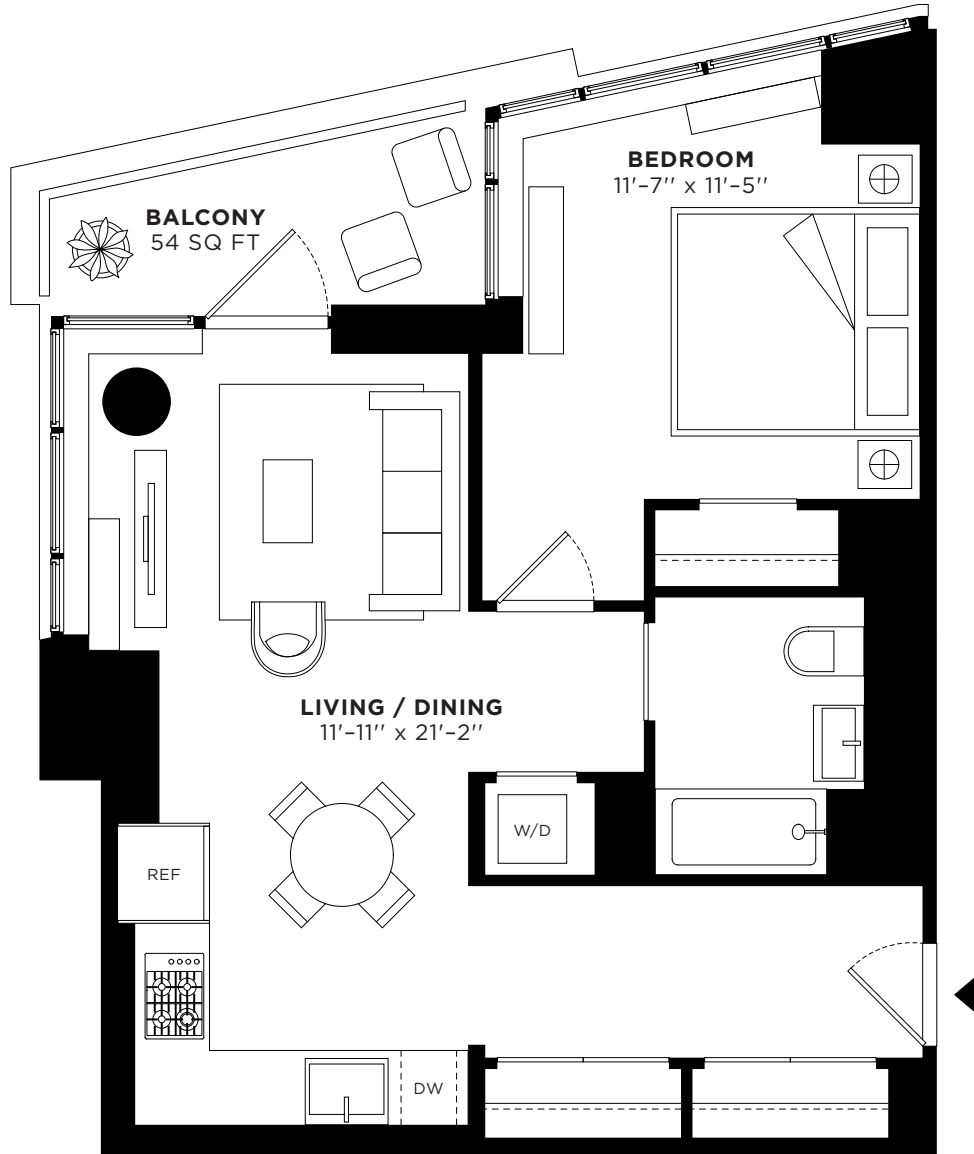 BEDROOM
11'-7'' x 11'-5''
BALCONY
54 SQ FT
LIVING / DINING
11'-11'' x 21'-2''
W/D
REF
DW